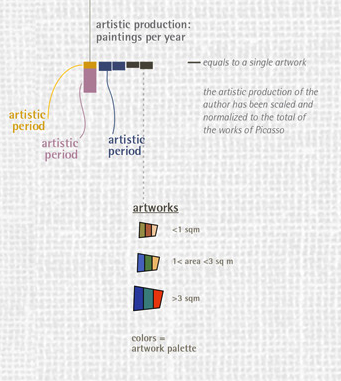 artistic production:
paintings per year
equals to a single artwork
the artistic production of the
author has been scaled and
normalized to the total of
the works of Picasso
artistic
period
artistic
period
artistic
period
artworks
<1 sqm
1< area <3 sq m
>3 sqm
colors =
artwork palette